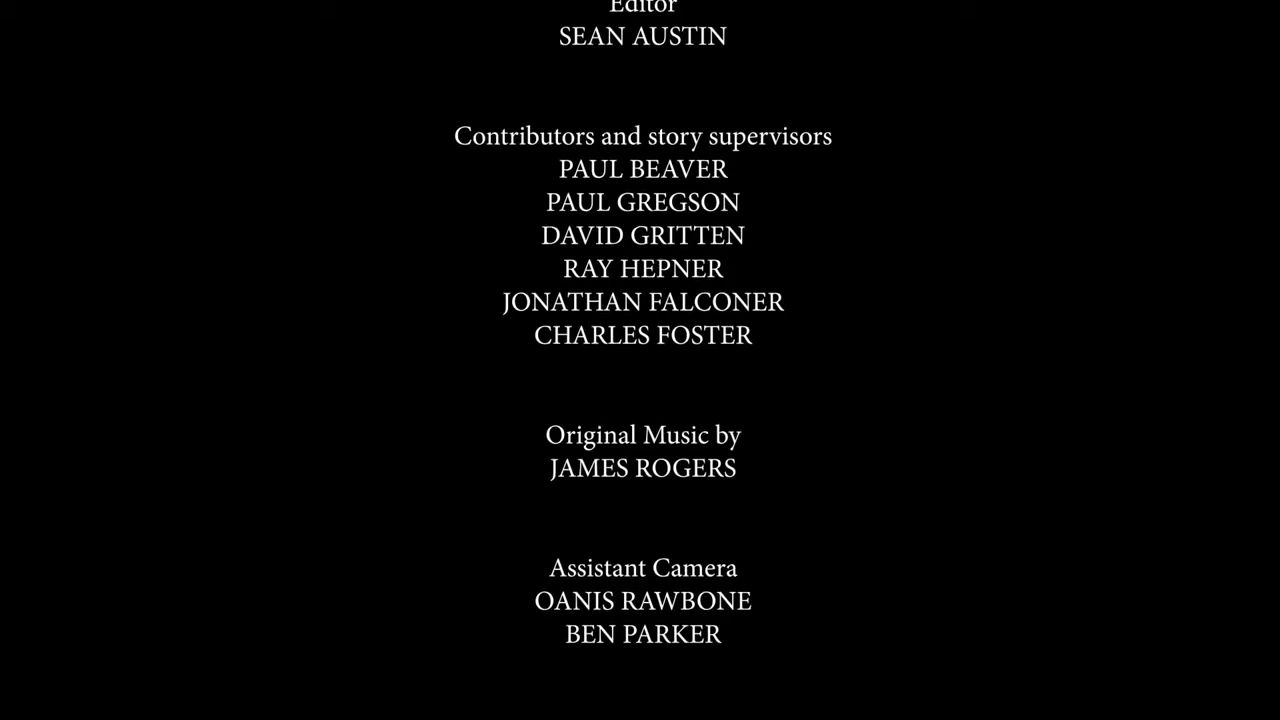 Editor
SEAN AUSTIN
Contributors and story supervisors
PAUL BEAVER
PAUL GREGSON
DAVID GRITTEN
RAY HEPNER
JONATHAN FALCONER
CHARLES FOSTER
Original Music by
JAMES ROGERS
Assistant Camera
OANIS RAWBONE
BEN PARKER